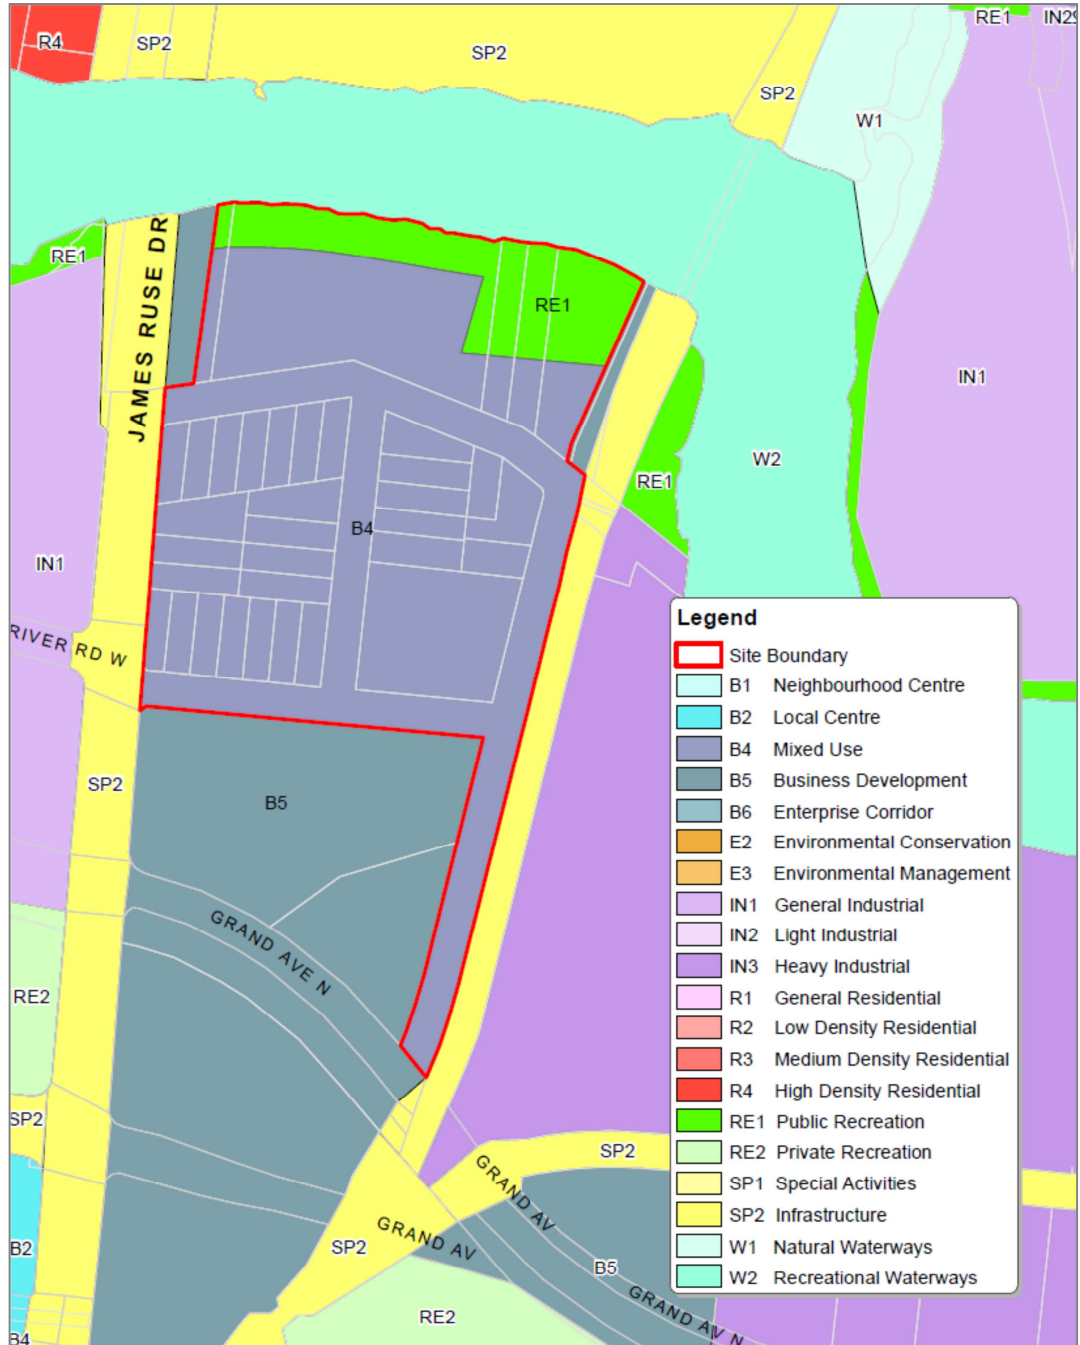 R4
SP2
SP2
SP2
RE1
W1
RE1
JAMES RUSE DR
RE1
IN1
W2
RE1
B4
IN1
RIVER RD W
SP2
B5
GRAND AVE N
RE2
SP2
SP2
GRAND AV
GRAND AV
SP2
B2
B5
GRAND AV N
RE2
B4
Legend
Site Boundary
B1 Neighbourhood Centre
B2 Local Centre
B4 Mixed Use
B5 Business Development
B6 Enterprise Corridor
E2 Environmental Conservation
E3 Environmental Management
IN1 General Industrial
IN2 Light Industrial
IN3 Heavy Industrial
R1 General Residential
R2 Low Density Residential
R3 Medium Density Residential
R4 High Density Residential
RE1 Public Recreation
RE2 Private Recreation
SP1 Special Activities
SP2 Infrastructure
W1 Natural Waterways
W2 Recreational Waterways